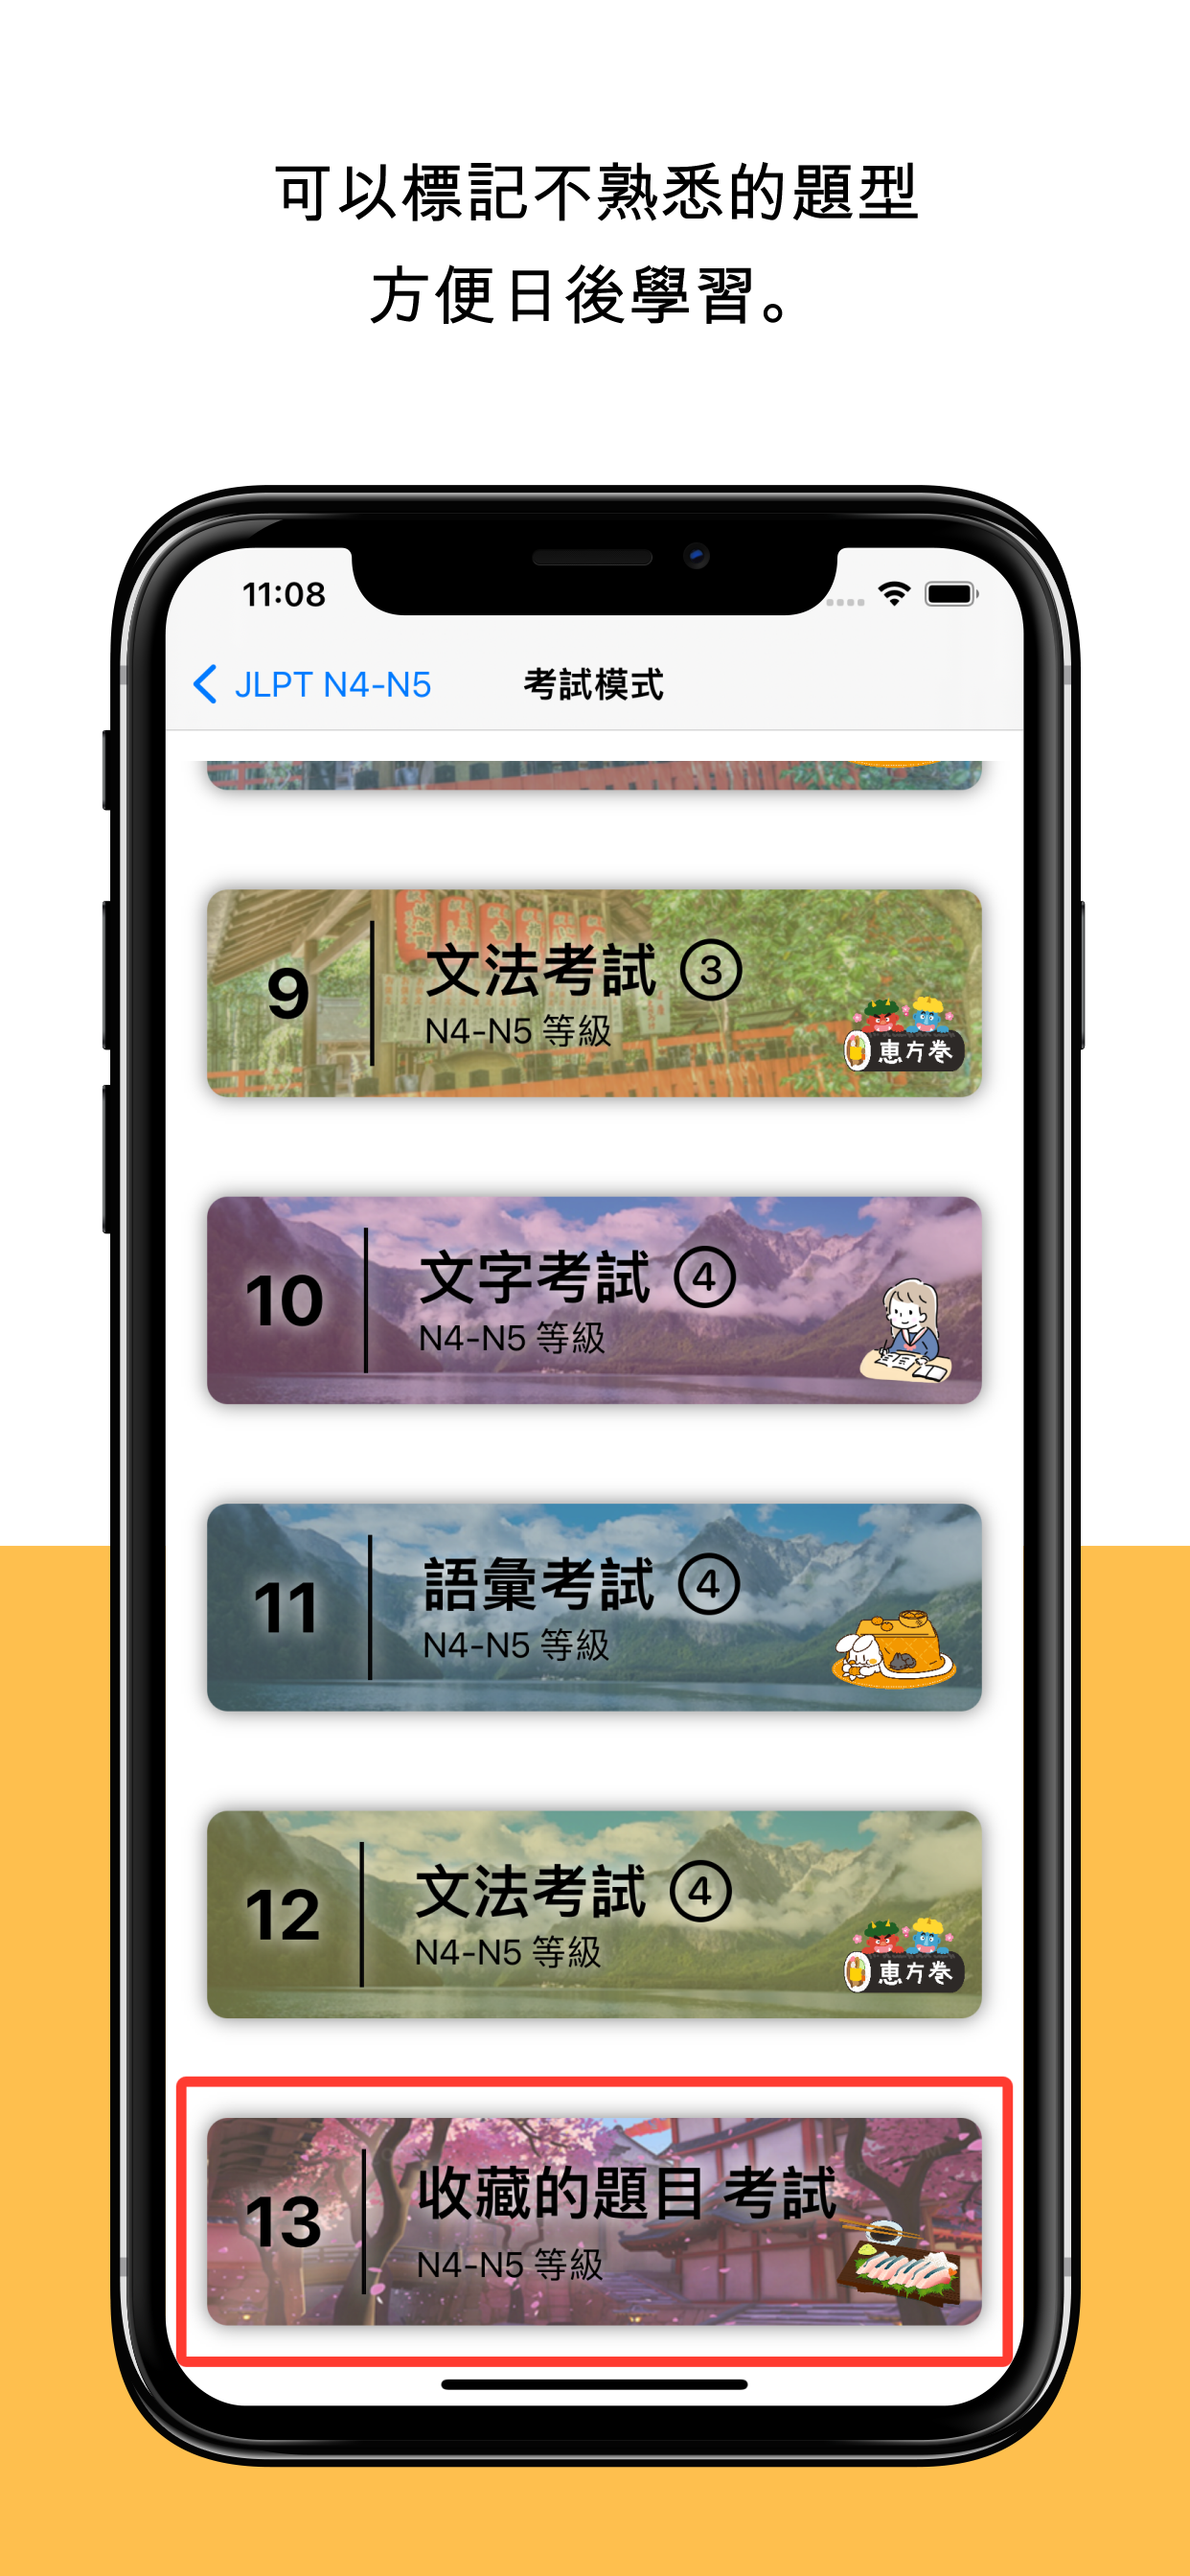 可以標記不熟悉的題型
方便日後學習。
11:08
JLPT N4-N5 考試模式
9 文法考試 ③
N4-N5 等級
恵方巻
10 文字考試 ④
N4-N5 等級
11 語彙考試 ④
N4-N5 等級
12 文法考試 ④
N4-N5 等級
恵方巻
13 收藏的題目 考試
N4-N5 等級